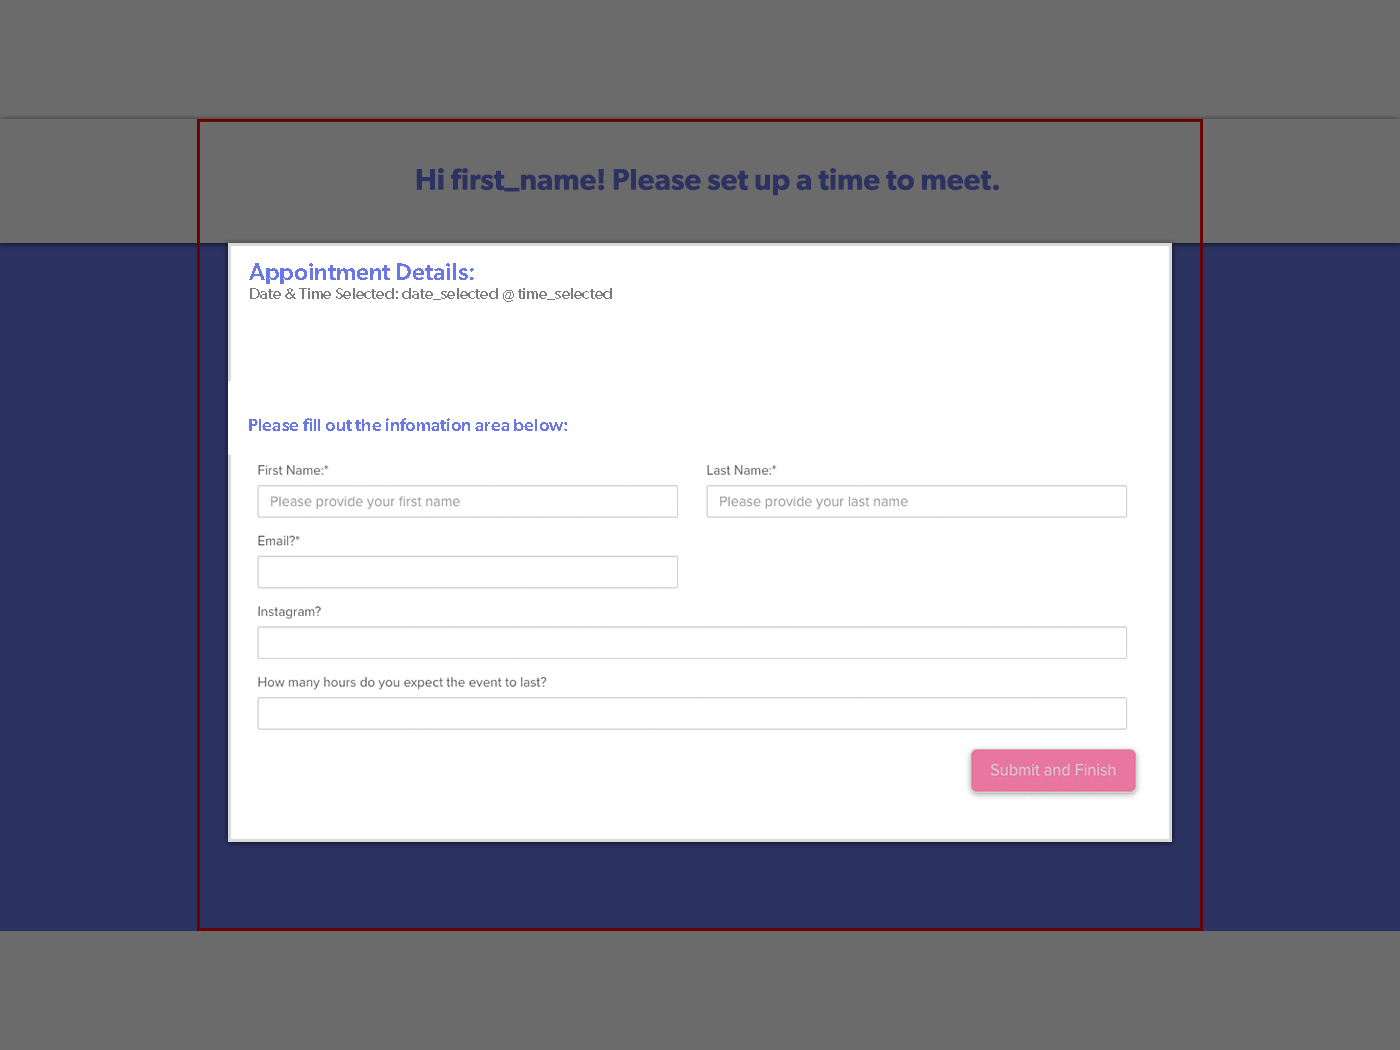 Hi first_name! Please set up a time to meet.
Appointment Details:
Date & Time Selected: date_selected @ time_selected
Please fill out the infomation area below:
First Name:*
Last Name:*
Please provide your first name
Please provide your last name
Email?*
Instagram?
How many hours do you expect the event to last?
Submit and Finish